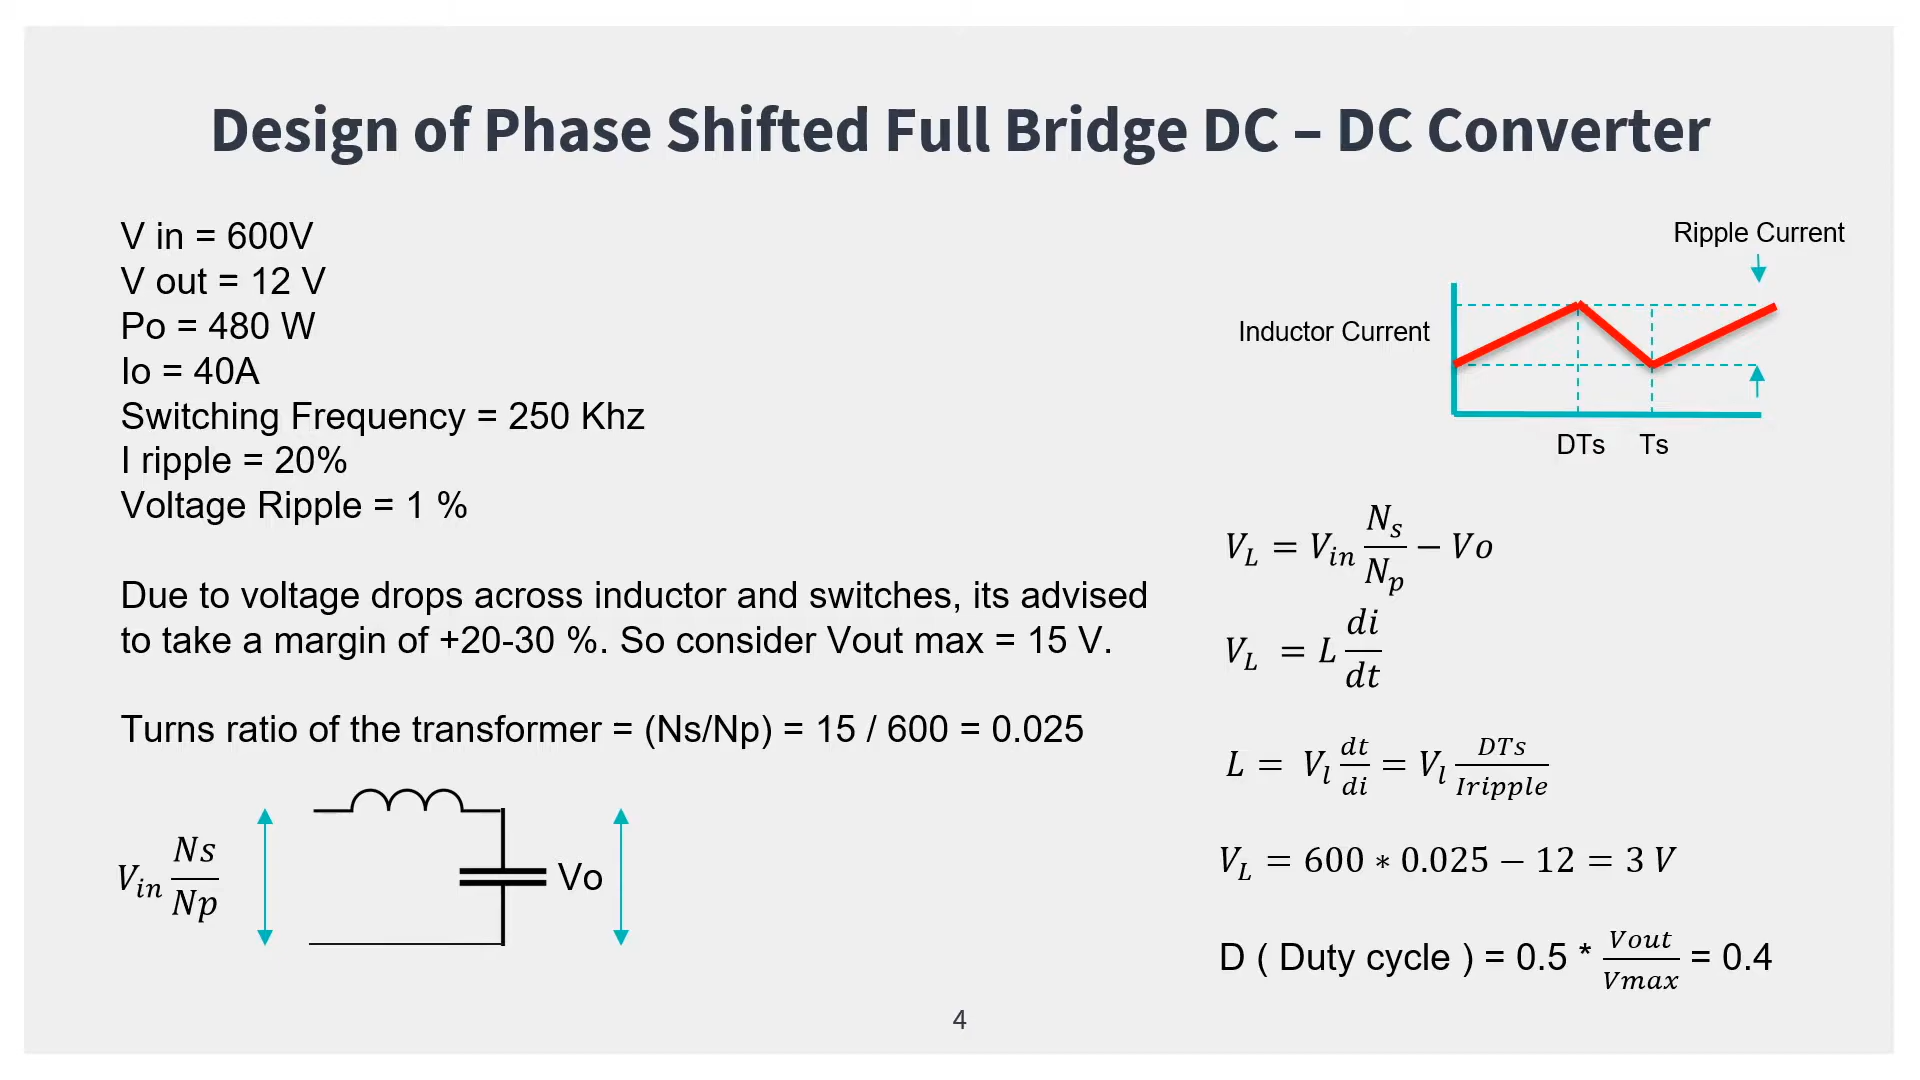 Design of Phase Shifted Full Bridge DC – DC Converter
V in = 600V
V out = 12 V
Po = 480 W
Io = 40A
Switching Frequency = 250 Khz
I ripple = 20%
Voltage Ripple = 1 %
Due to voltage drops across inductor and switches, its advised
to take a margin of +20-30 %. So consider Vout max = 15 V.
Turns ratio of the transformer = (Ns/Np) = 15 / 600 = 0.025
V_in Ns/Np
Vo
Ripple Current
Inductor Current
DTs Ts
V_L = V_in N_s/N_p − Vo
V_L = L di/dt
L = V_l dt/di = V_l DTs/Iripple
V_L = 600 ∗ 0.025 − 12 = 3 V
D ( Duty cycle ) = 0.5 * Vout/Vmax = 0.4
4